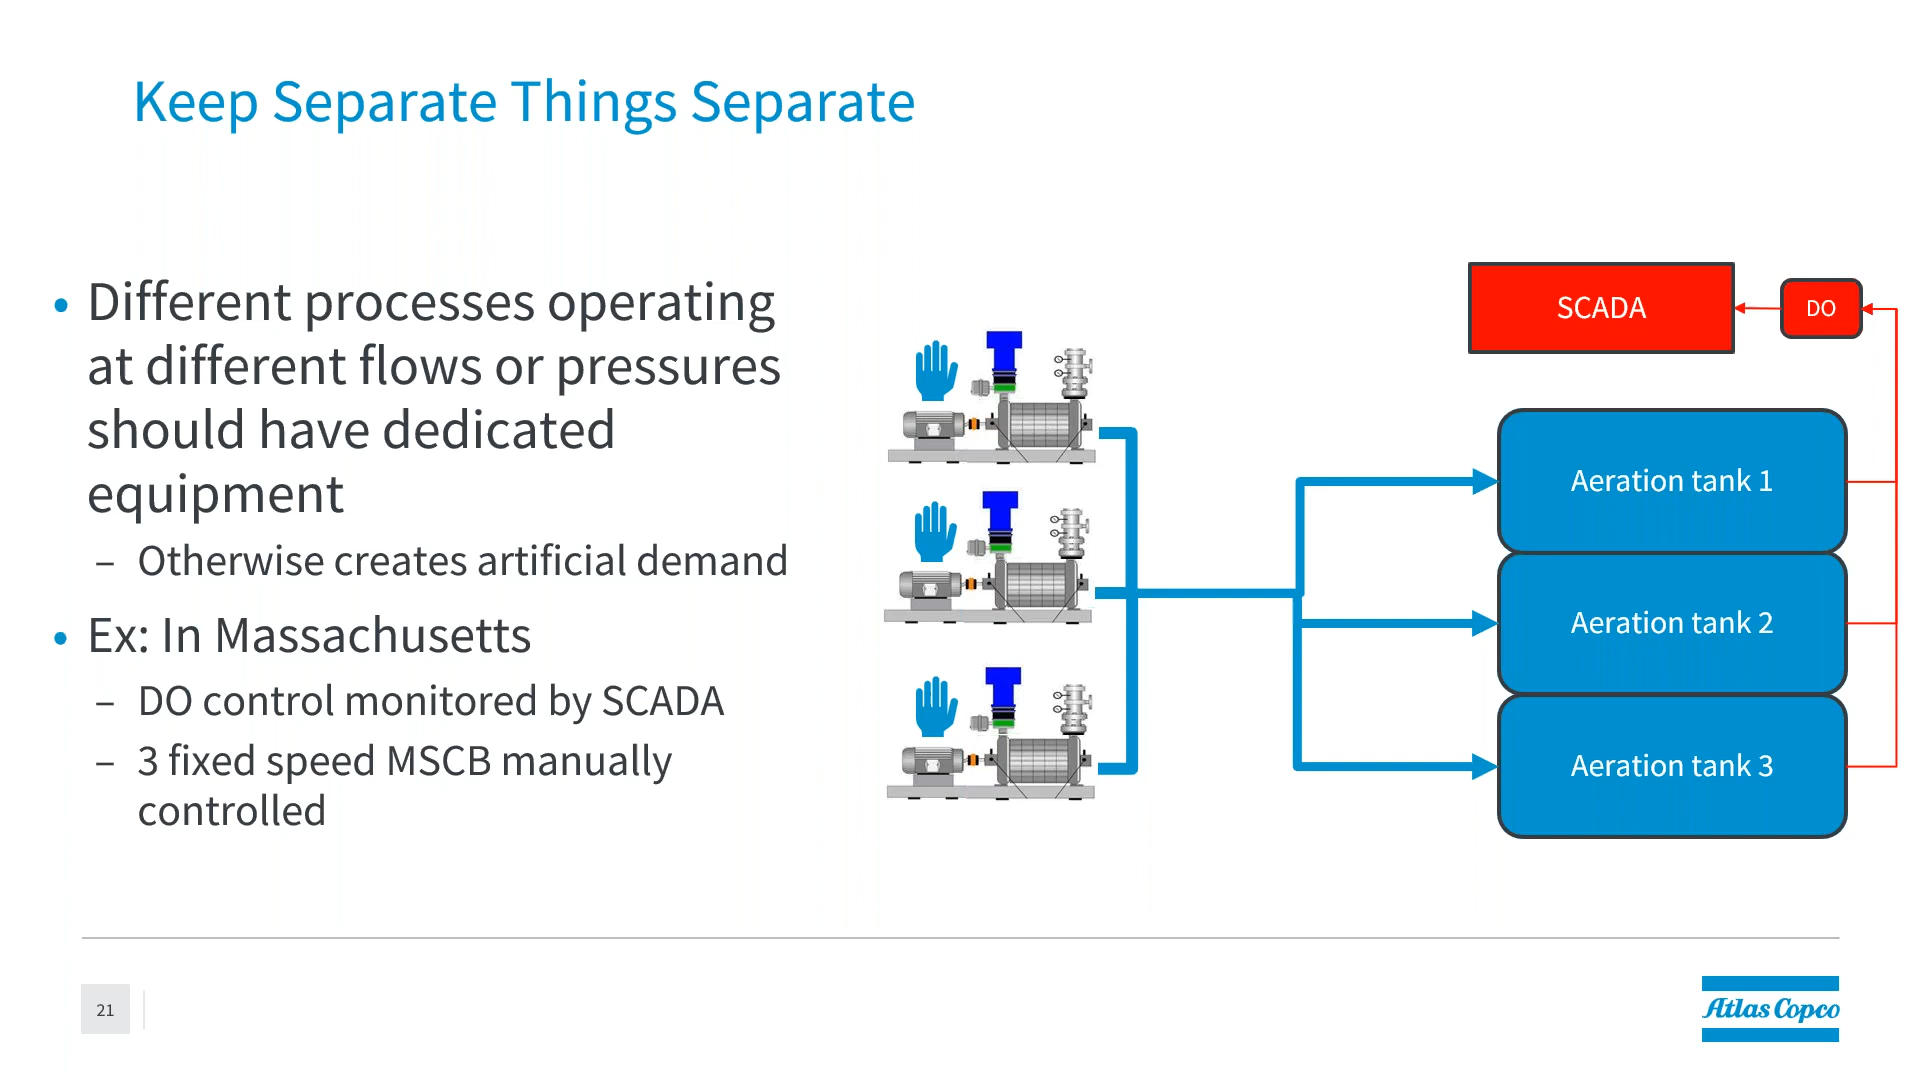 Keep Separate Things Separate
• Different processes operating
at different flows or pressures
should have dedicated
equipment
– Otherwise creates artificial demand
• Ex: In Massachusetts
– DO control monitored by SCADA
– 3 fixed speed MSCB manually
controlled
SCADA
DO
Aeration tank 1
Aeration tank 2
Aeration tank 3
21
Atlas Copco